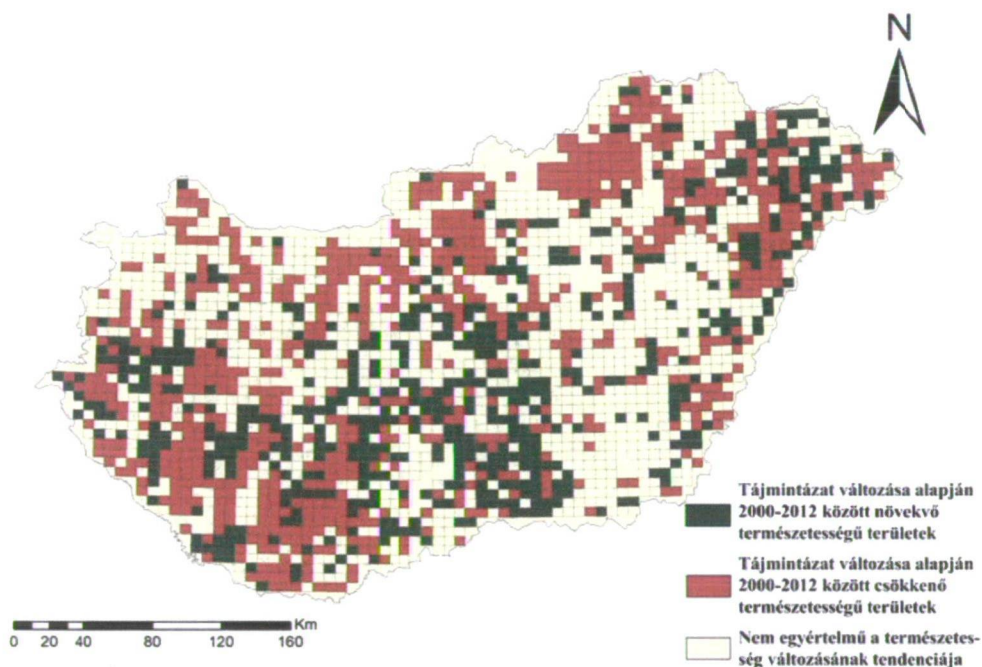 N
Tájmintázat változása alapján
2000-2012 között növekvő
természetességű területek
Tájmintázat változása alapján
2000-2012 között csökkenő
természetességű területek
Nem egyértelmű a természetes-
ség változásának tendenciája
Km
0 20 40 80 120 160